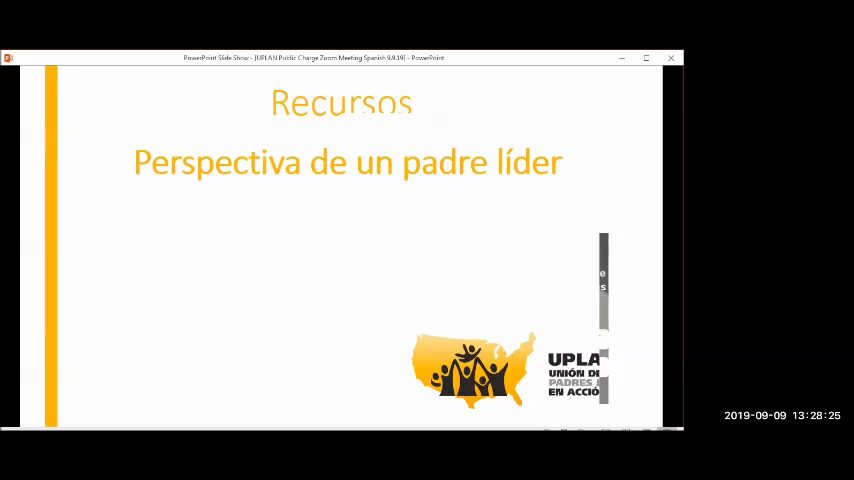 PowerPoint Slide Show - [UPLAN Public Charge Zoom Meeting Spanish 9.9.19] - PowerPoint
Recursos
Perspectiva de un padre líder
e
s
UPLA
UNIÓN DE
PADRES
EN ACCIÓ
2019-09-09 13:28:25